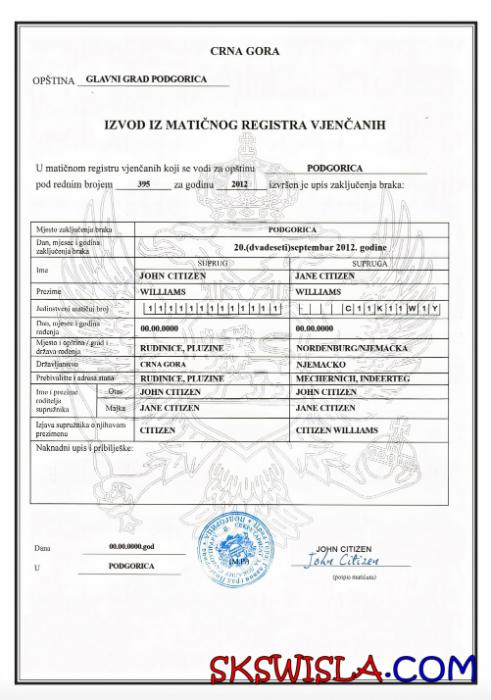 CRNA GORA
OPŠTINA GLAVNI GRAD PODGORICA
IZVOD IZ MATIČNOG REGISTRA VJENČANIH
U matičnom registru vjenčanih koji se vodi za opštinu PODGORICA
pod rednim brojem 395 za godinu 2012 izvršen je upis zaključenja braka:
Mjesto zaključenja braka PODGORICA
Dan, mjesec i godina zaključenja braka 20.(dvadeseti)septembar 2012. godine
SUPRUG SUPRUGA
Ime JOHN CITIZEN JANE CITIZEN
Prezime WILLIAMS WILLIAMS
Jedinstveni matični broj 1 1 1 1 1 1 1 1 1 1 1 1 1 - C 1 1 K 1 1 W 1 Y
Dan, mjesec i godina rođenja 00.00.0000 00.00.0000
Mjesto i opština / grad i država rođenja RUDINICE, PLUZINE NORDENBURG/NJEMAČKA
Državljanstvo CRNA GORA NJEMACKO
Prebivalište i adresa stana RUDINICE, PLUZINE MECHERNICH, INDEERTEG
Ime i prezime roditelja supružnika Otac JOHN CITIZEN JOHN CITIZEN
Majka JANE CITIZEN JANE CITIZEN
Izjava supružnika o njihovom prezimenu CITIZEN CITIZEN WILLIAMS
Naknadni upis i pribilješke:
Dana 00.00.0000.god
U PODGORICA
(M.P.)
JOHN CITIZEN
John Citizen
(potpis matičara)
SKSWISLA.COM